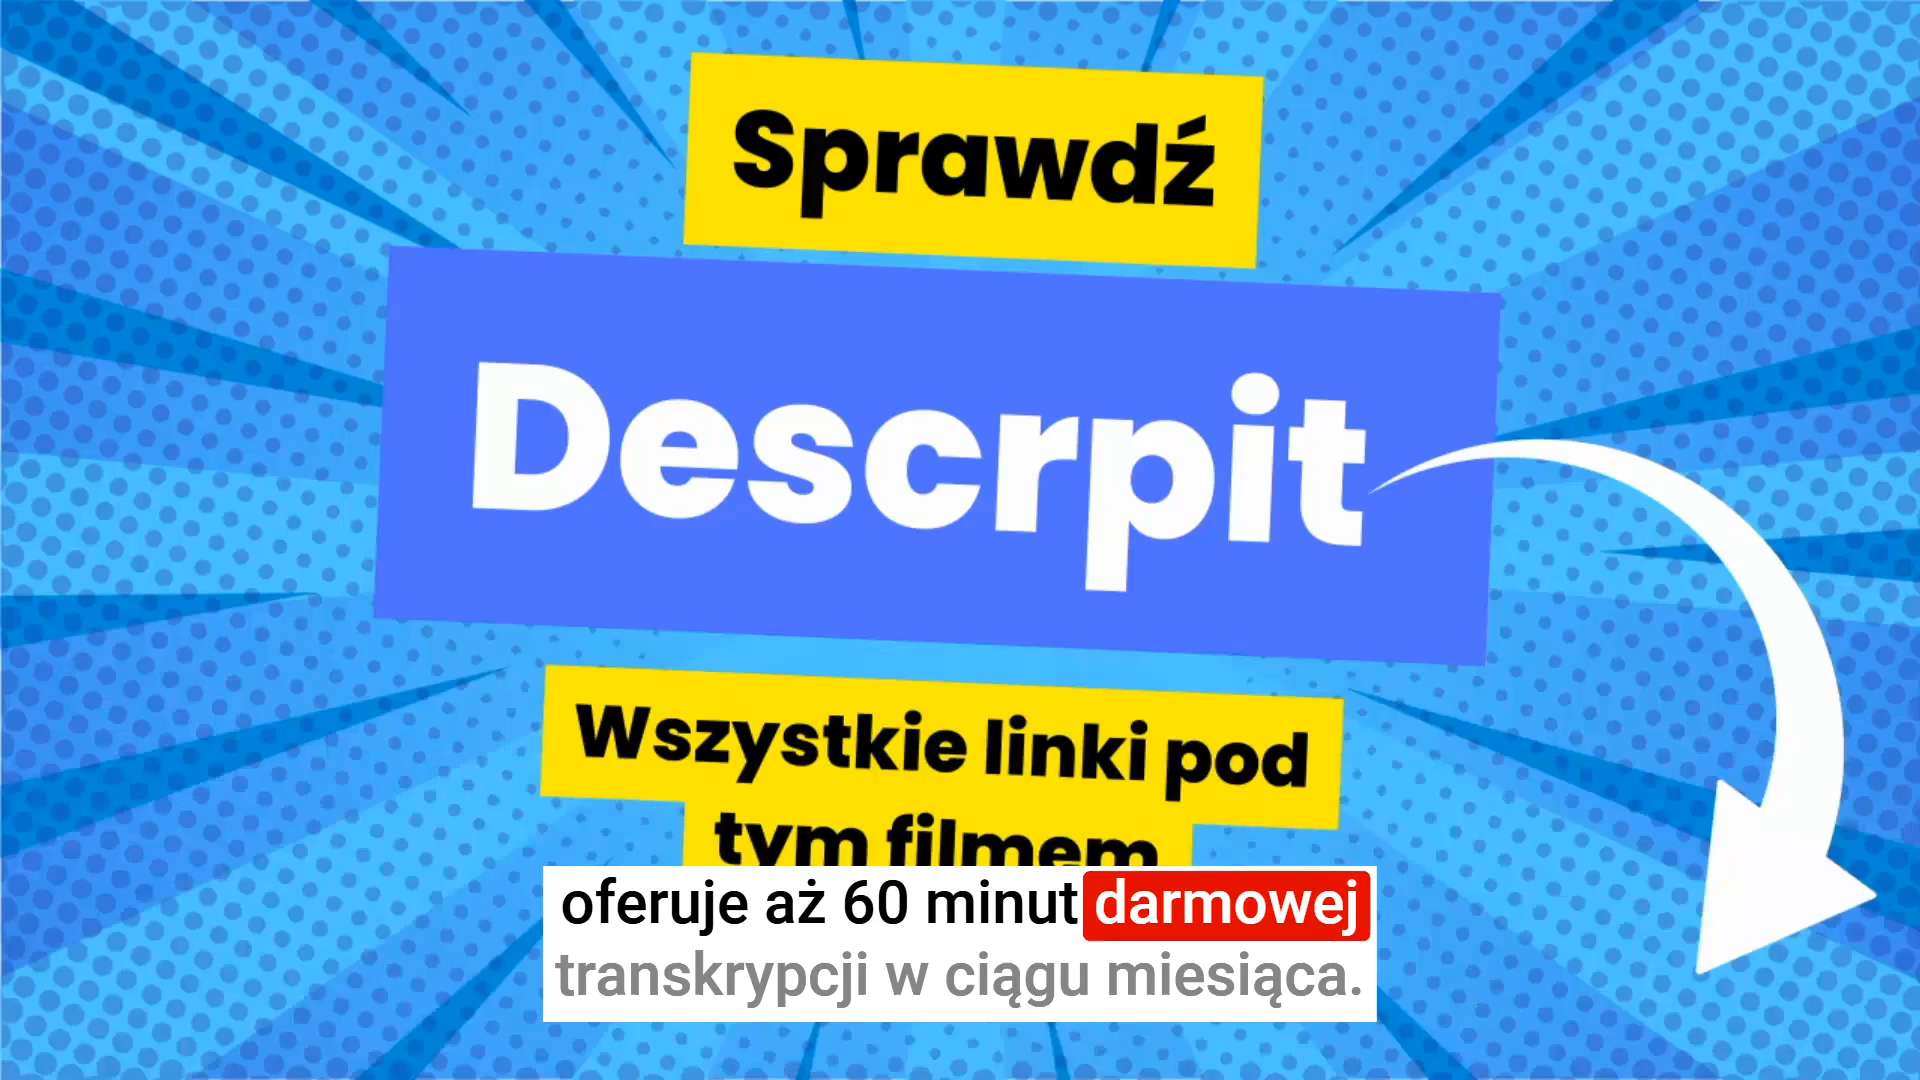 Sprawdź
Descrpit
Wszystkie linki pod
tym filmem
oferuje aż 60 minut darmowej
transkrypcji w ciągu miesiąca.